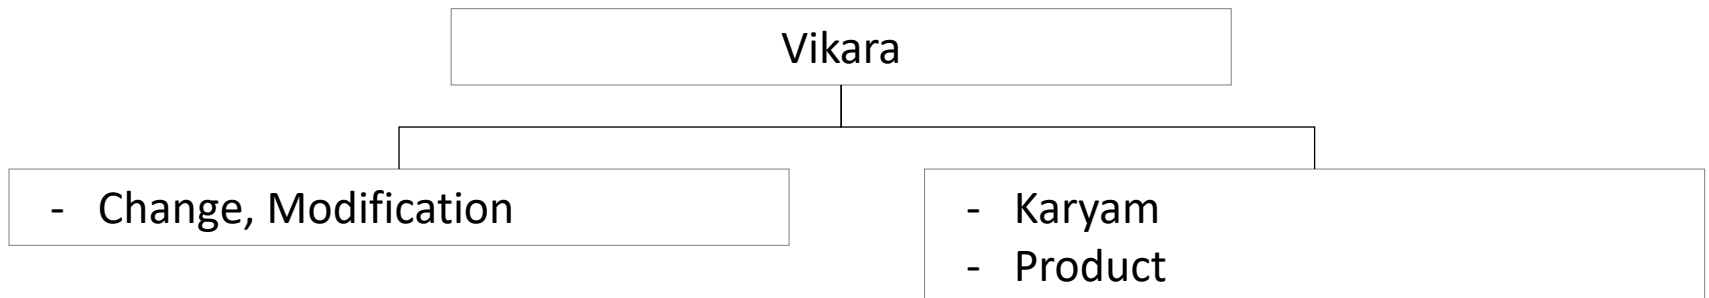 Vikara
- Change, Modification
- Karyam
- Product